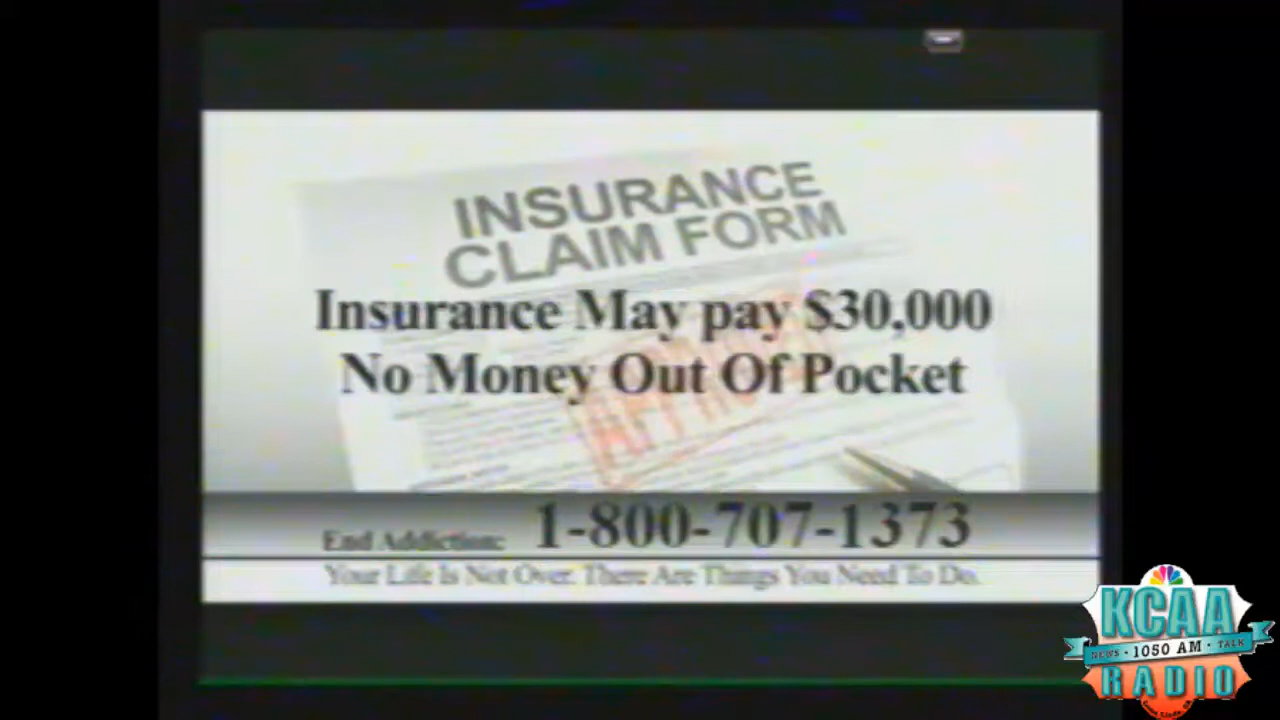 INSURANCE
CLAIM FORM
Insurance May pay $30,000
No Money Out Of Pocket
End Addiction: 1-800-707-1373
Your Life Is Not Over. There Are Things You Need To Do.
KCAA
NEWS · 1050 AM · TALK
RADIO